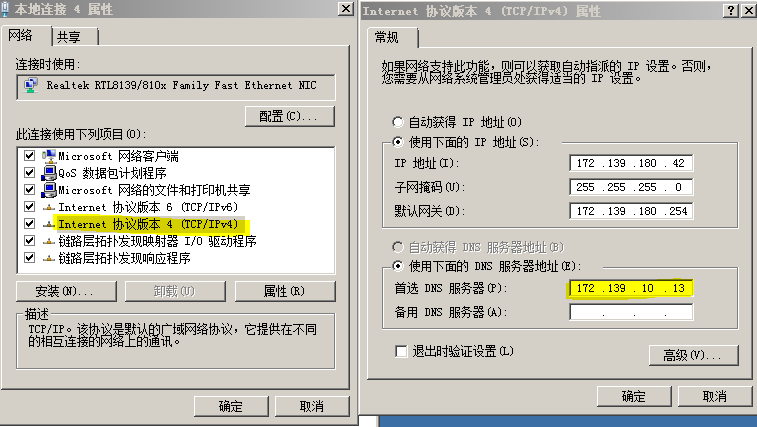 本地连接 4 属性
网络
共享
连接时使用:
Realtek RTL8139/810x Family Fast Ethernet NIC
配置(C)...
此连接使用下列项目(O):
Microsoft 网络客户端
QoS 数据包计划程序
Microsoft 网络的文件和打印机共享
Internet 协议版本 6 (TCP/IPv6)
Internet 协议版本 4 (TCP/IPv4)
链路层拓扑发现映射器 I/O 驱动程序
链路层拓扑发现响应程序
安装(N)...
卸载(U)
属性(R)
描述
TCP/IP。该协议是默认的广域网络协议，它提供在不同
的相互连接的网络上的通讯。
确定
取消
Internet 协议版本 4 (TCP/IPv4) 属性
常规
如果网络支持此功能，则可以获取自动指派的 IP 设置。否则，
您需要从网络系统管理员处获得适当的 IP 设置。
自动获得 IP 地址(O)
使用下面的 IP 地址(S):
IP 地址(I): 172 .139 .180 .42
子网掩码(U): 255 .255 .255 .0
默认网关(D): 172 .139 .180 .254
自动获得 DNS 服务器地址(B)
使用下面的 DNS 服务器地址(E):
首选 DNS 服务器(P): 172 .139 .10 .13
备用 DNS 服务器(A): . . .
退出时验证设置(L)
高级(V)...
确定
取消